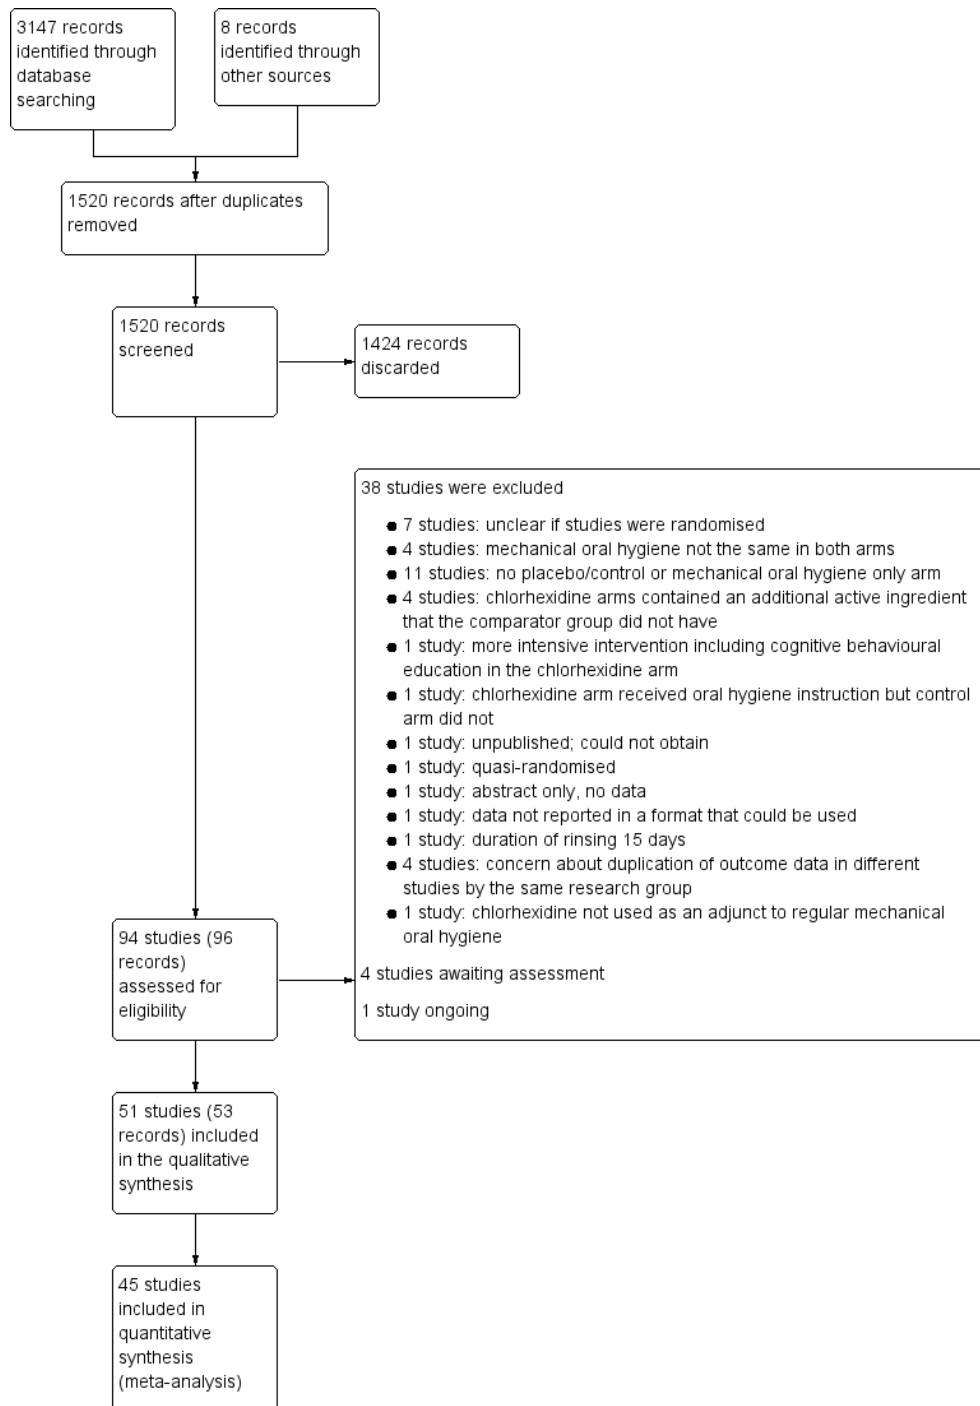 3147 records
identified through
database
searching
8 records
identified through
other sources
1520 records after duplicates
removed
1520 records
screened
1424 records
discarded
38 studies were excluded
● 7 studies: unclear if studies were randomised
● 4 studies: mechanical oral hygiene not the same in both arms
● 11 studies: no placebo/control or mechanical oral hygiene only arm
● 4 studies: chlorhexidine arms contained an additional active ingredient
that the comparator group did not have
● 1 study: more intensive intervention including cognitive behavioural
education in the chlorhexidine arm
● 1 study: chlorhexidine arm received oral hygiene instruction but control
arm did not
● 1 study: unpublished; could not obtain
● 1 study: quasi-randomised
● 1 study: abstract only, no data
● 1 study: data not reported in a format that could be used
● 1 study: duration of rinsing 15 days
● 4 studies: concern about duplication of outcome data in different
studies by the same research group
● 1 study: chlorhexidine not used as an adjunct to regular mechanical
oral hygiene
4 studies awaiting assessment
1 study ongoing
94 studies (96
records)
assessed for
eligibility
51 studies (53
records) included
in the qualitative
synthesis
45 studies
included in
quantitative
synthesis
(meta-analysis)